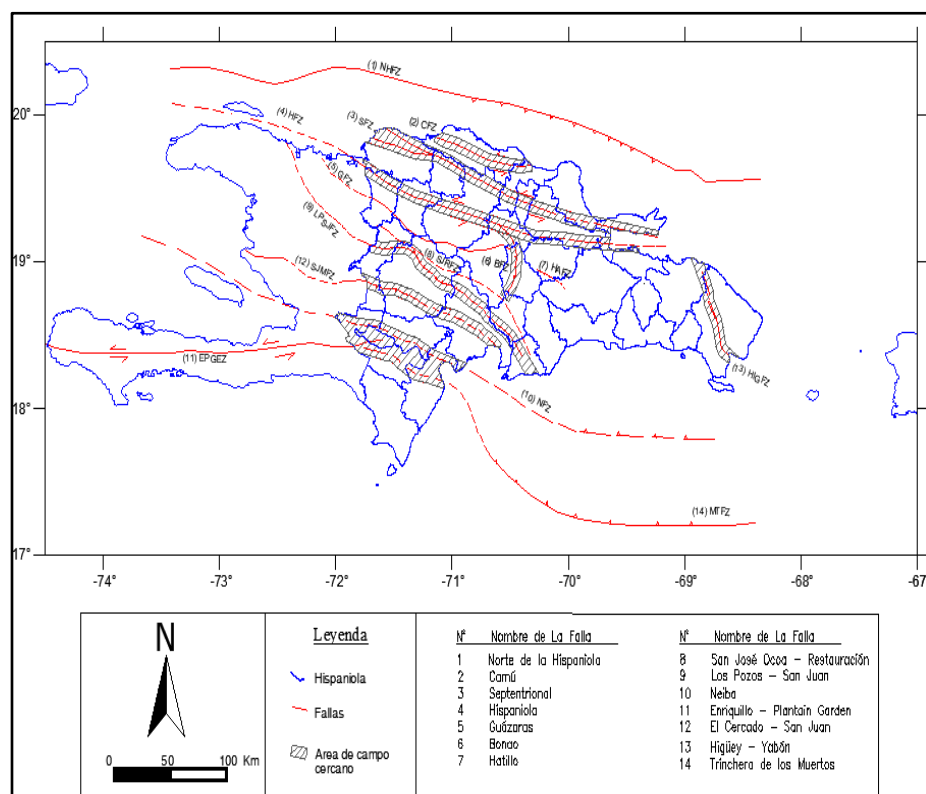 (1) NHFZ
20°
(4) HFZ
(3) SFZ
(2) CFZ
(5) GFZ
(9) LPSJFZ
19°
(12) SJMFZ
(8) SJRFZ
(6) BFZ
(7) HAFZ
(11) EPGEZ
(13) HIGFZ
18°
(10) NFZ
(14) MTFZ
17°
-74° -73° -72° -71° -70° -69° -68° -67
N
0 50 100 Km
Leyenda
Hispaniola
Fallas
Area de campo
cercano
Nº Nombre de La Falla
1 Norte de la Hispaniola
2 Camú
3 Septentrional
4 Hispaniola
5 Guázaras
6 Bonao
7 Hatillo
Nº Nombre de La Falla
8 San José Ocoa – Restauración
9 Los Pozos – San Juan
10 Neiba
11 Enriquillo – Plantain Garden
12 El Cercado – San Juan
13 Higüey – Yabón
14 Trinchera de los Muertos